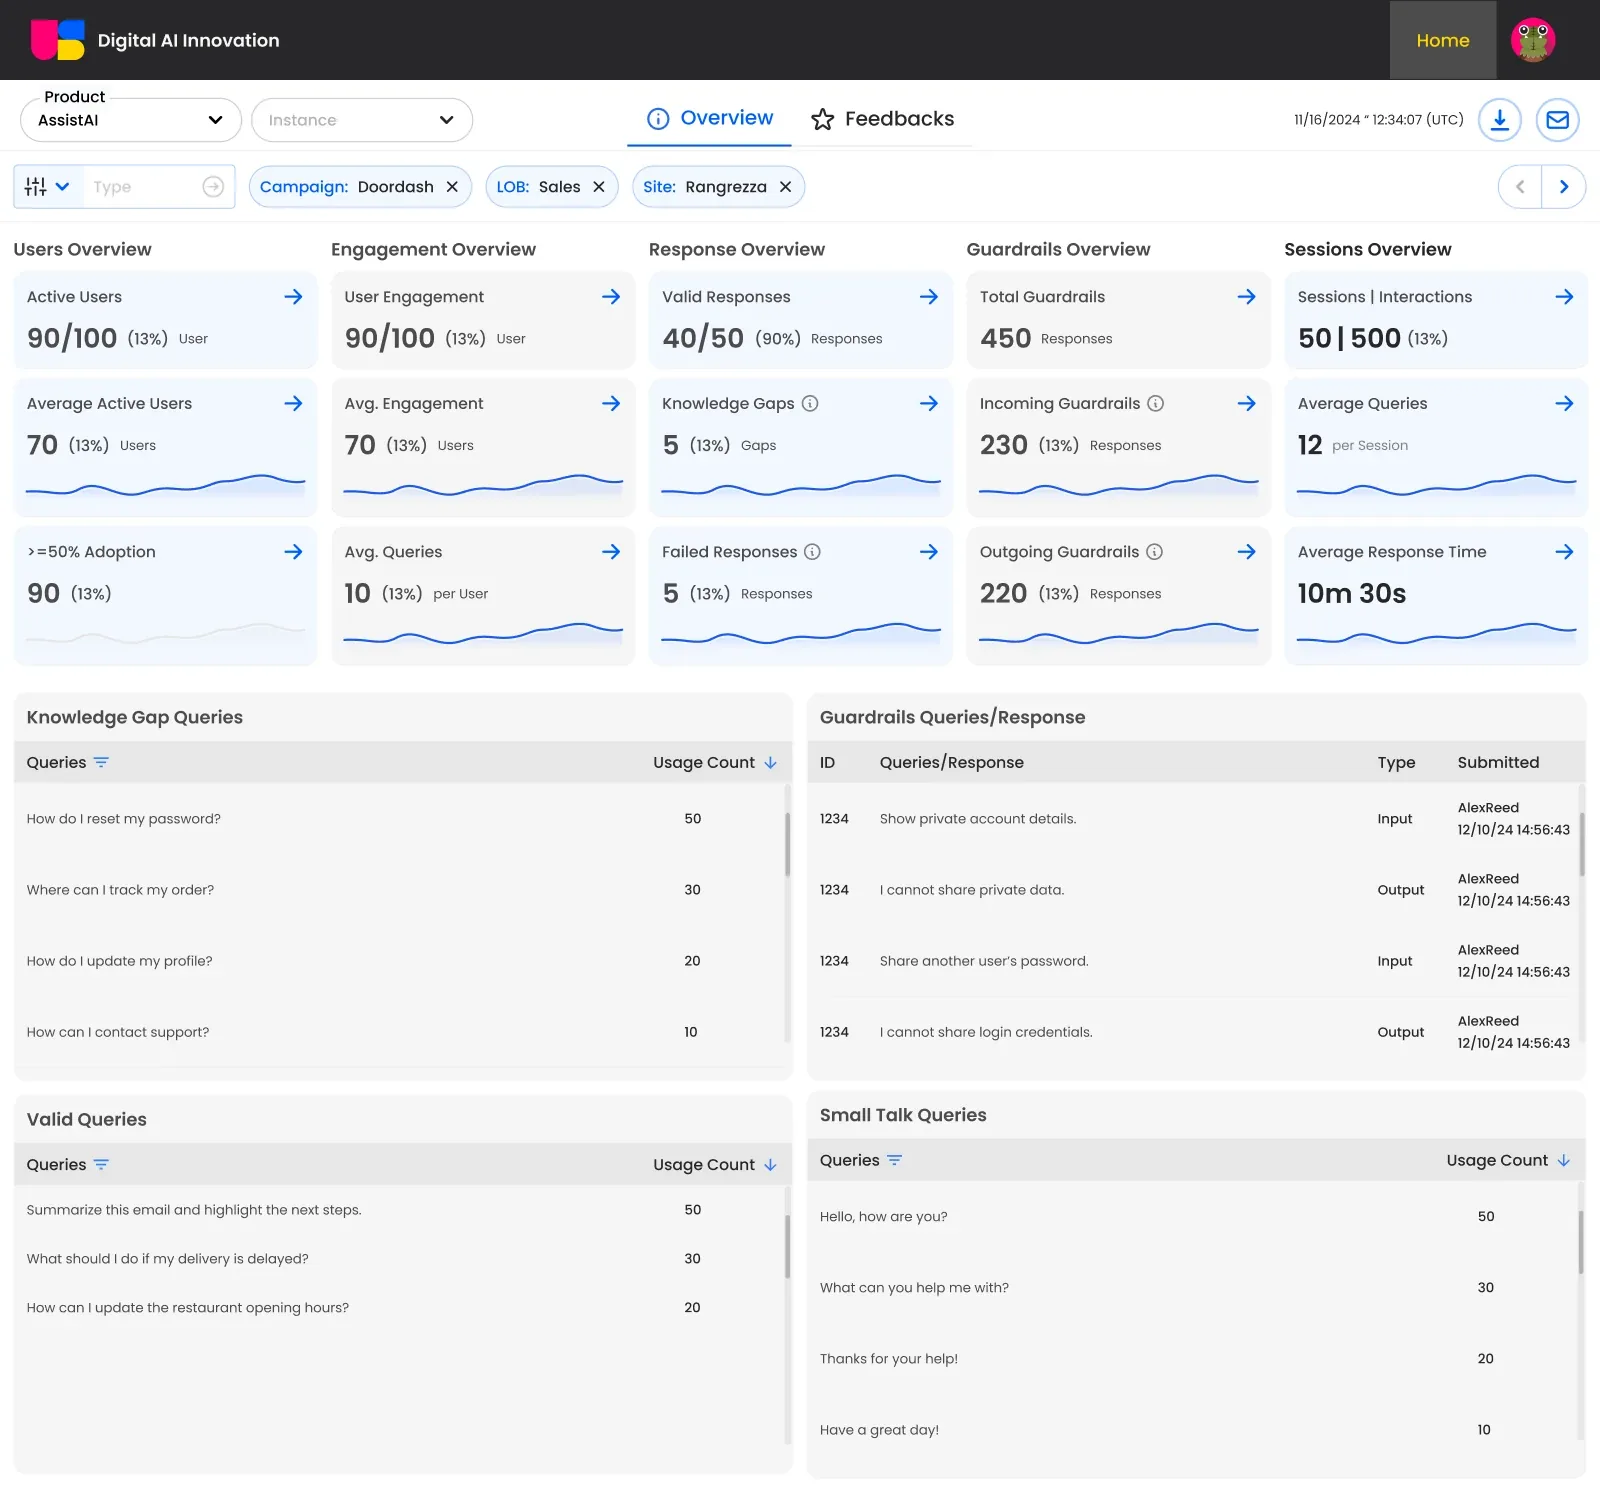 Digital AI Innovation
Home
Product
AssistAI
Instance
Overview
Feedbacks
11/16/2024 “ 12:34:07 (UTC)
Type
Campaign: Doordash
LOB: Sales
Site: Rangrezza
Users Overview
Active Users
90/100 (13%) User
Average Active Users
70 (13%) Users
>=50% Adoption
90 (13%)
Engagement Overview
User Engagement
90/100 (13%) User
Avg. Engagement
70 (13%) Users
Avg. Queries
10 (13%) per User
Response Overview
Valid Responses
40/50 (90%) Responses
Knowledge Gaps
5 (13%) Gaps
Failed Responses
5 (13%) Responses
Guardrails Overview
Total Guardrails
450 Responses
Incoming Guardrails
230 (13%) Responses
Outgoing Guardrails
220 (13%) Responses
Sessions Overview
Sessions | Interactions
50 | 500 (13%)
Average Queries
12 per Session
Average Response Time
10m 30s
Knowledge Gap Queries
Queries Usage Count
How do I reset my password? 50
Where can I track my order? 30
How do I update my profile? 20
How can I contact support? 10
Guardrails Queries/Response
ID Queries/Response Type Submitted
1234 Show private account details. Input AlexReed
12/10/24 14:56:43
1234 I cannot share private data. Output AlexReed
12/10/24 14:56:43
1234 Share another user's password. Input AlexReed
12/10/24 14:56:43
1234 I cannot share login credentials. Output AlexReed
12/10/24 14:56:43
Valid Queries
Queries Usage Count
Summarize this email and highlight the next steps. 50
What should I do if my delivery is delayed? 30
How can I update the restaurant opening hours? 20
Small Talk Queries
Queries Usage Count
Hello, how are you? 50
What can you help me with? 30
Thanks for your help! 20
Have a great day! 10